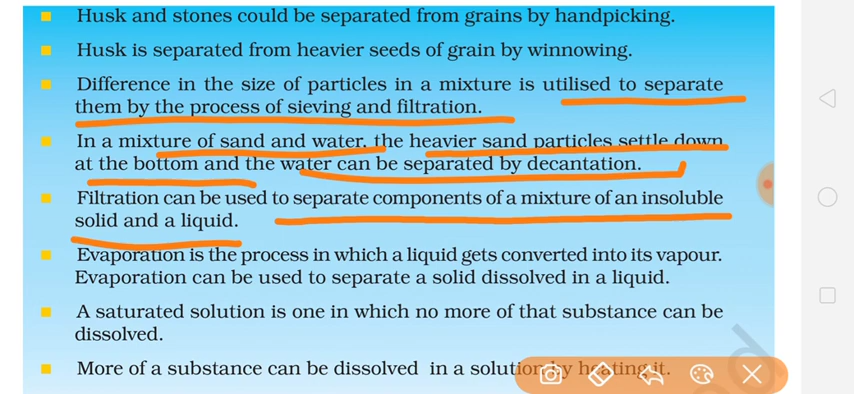 Husk and stones could be separated from grains by handpicking.
Husk is separated from heavier seeds of grain by winnowing.
Difference in the size of particles in a mixture is utilised to separate
them by the process of sieving and filtration.
In a mixture of sand and water, the heavier sand particles settle down
at the bottom and the water can be separated by decantation.
Filtration can be used to separate components of a mixture of an insoluble
solid and a liquid.
Evaporation is the process in which a liquid gets converted into its vapour.
Evaporation can be used to separate a solid dissolved in a liquid.
A saturated solution is one in which no more of that substance can be
dissolved.
More of a substance can be dissolved in a solution by heating it.